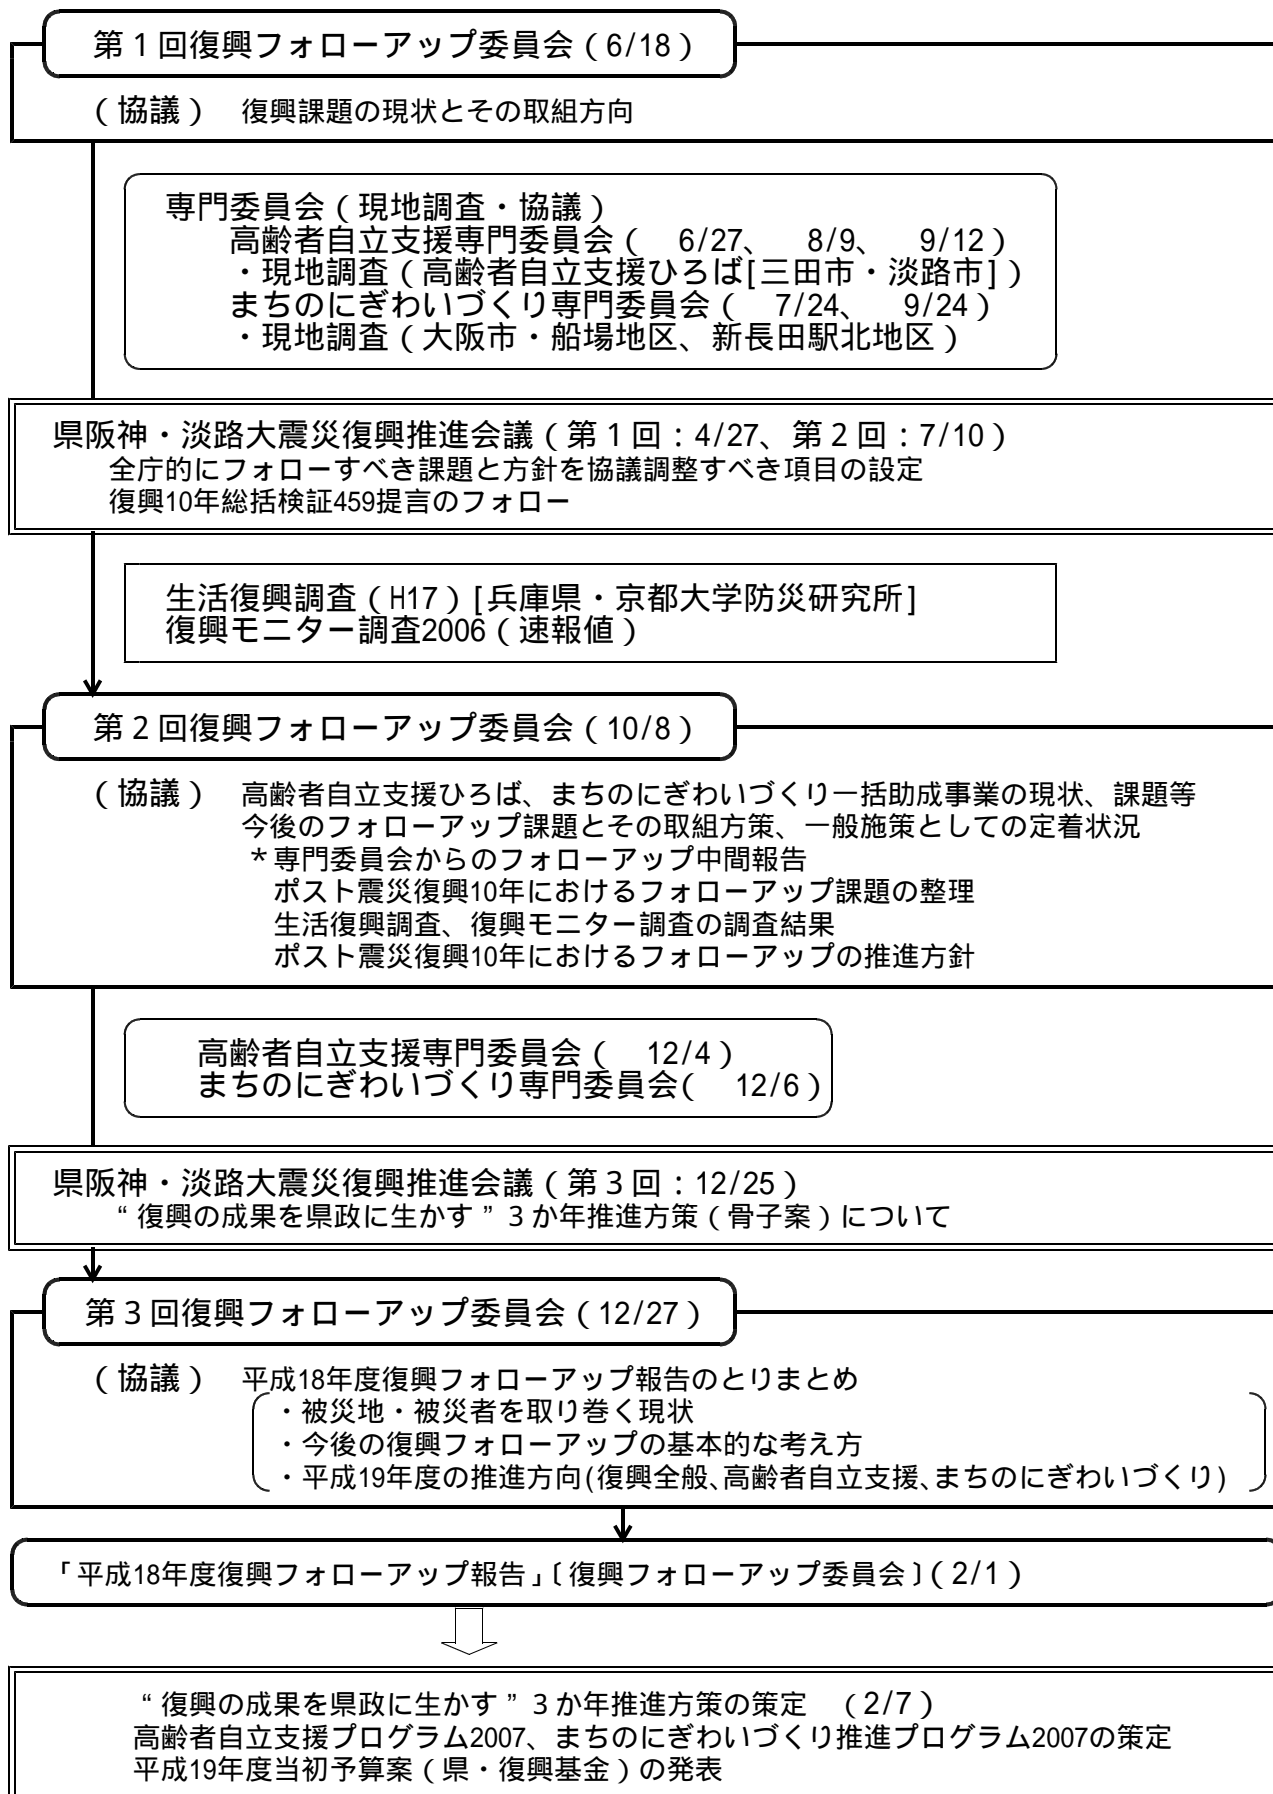 第1回復興フォローアップ委員会（6/18）
（協議） 復興課題の現状とその取組方向
専門委員会（現地調査・協議）
高齢者自立支援専門委員会（　6/27、　8/9、　9/12）
・現地調査（高齢者自立支援ひろば[三田市・淡路市]）
まちのにぎわいづくり専門委員会（　7/24、　9/24）
・現地調査（大阪市・船場地区、新長田駅北地区）
県阪神・淡路大震災復興推進会議（第1回：4/27、第2回：7/10）
全庁的にフォローすべき課題と方針を協議調整すべき項目の設定
復興10年総括検証459提言のフォロー
生活復興調査（H17）[兵庫県・京都大学防災研究所]
復興モニター調査2006（速報値）
第2回復興フォローアップ委員会（10/8）
（協議） 高齢者自立支援ひろば、まちのにぎわいづくり一括助成事業の現状、課題等
今後のフォローアップ課題とその取組方策、一般施策としての定着状況
＊専門委員会からのフォローアップ中間報告
ポスト震災復興10年におけるフォローアップ課題の整理
生活復興調査、復興モニター調査の調査結果
ポスト震災復興10年におけるフォローアップの推進方針
高齢者自立支援専門委員会（　12/4）
まちのにぎわいづくり専門委員会(　12/6）
県阪神・淡路大震災復興推進会議（第3回：12/25）
“復興の成果を県政に生かす”3か年推進方策（骨子案）について
第3回復興フォローアップ委員会（12/27）
（協議） 平成18年度復興フォローアップ報告のとりまとめ
・被災地・被災者を取り巻く現状
・今後の復興フォローアップの基本的な考え方
・平成19年度の推進方向(復興全般、高齢者自立支援、まちのにぎわいづくり)
「平成18年度復興フォローアップ報告」〔復興フォローアップ委員会〕（2/1）
“復興の成果を県政に生かす”3か年推進方策の策定　（2/7）
高齢者自立支援プログラム2007、まちのにぎわいづくり推進プログラム2007の策定
平成19年度当初予算案（県・復興基金）の発表